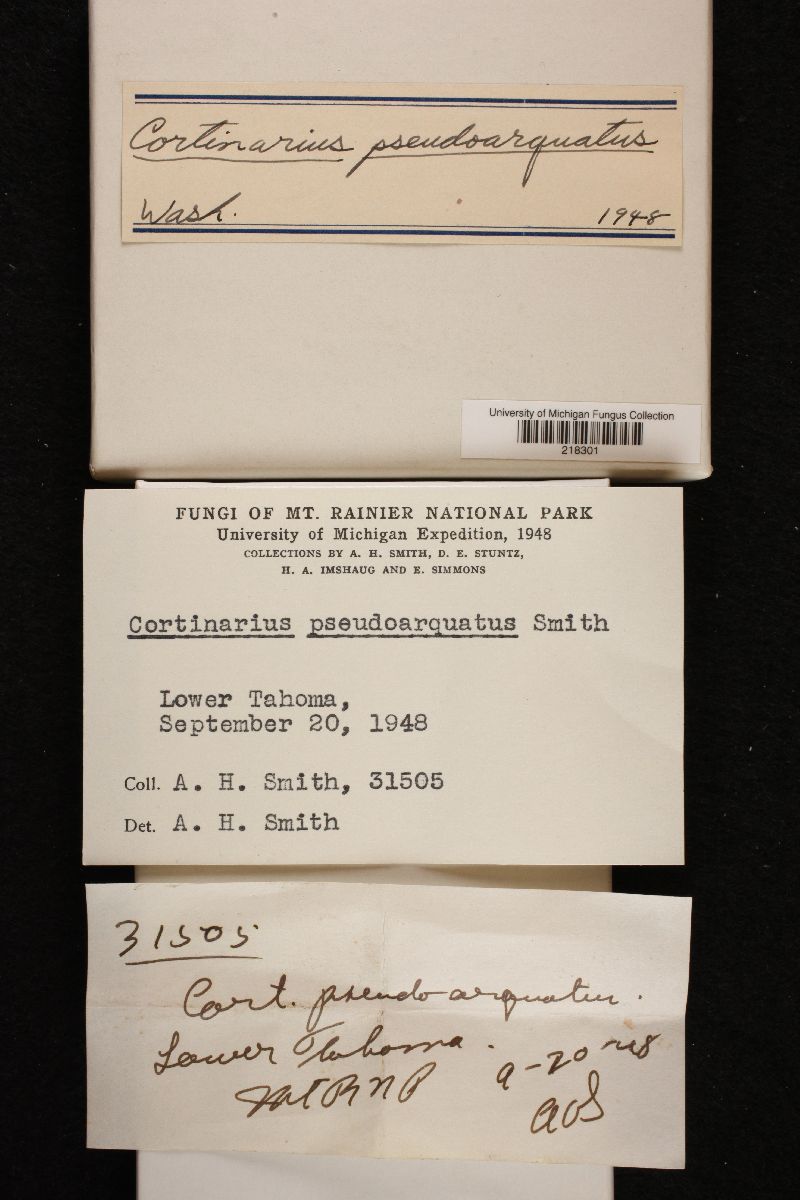 Cortinarius pseudoarquatus
Wash. 1948
University of Michigan Fungus Collection
218301
FUNGI OF MT. RAINIER NATIONAL PARK
University of Michigan Expedition, 1948
COLLECTIONS BY A. H. SMITH, D. E. STUNTZ,
H. A. IMSHAUG AND E. SIMMONS
Cortinarius pseudoarquatus Smith
Lower Tahoma,
September 20, 1948
Coll. A. H. Smith, 31505
Det. A. H. Smith
31505
Cort. pseudo-arquatus.
Lower Tahoma.
Mt R N P 9-20-48